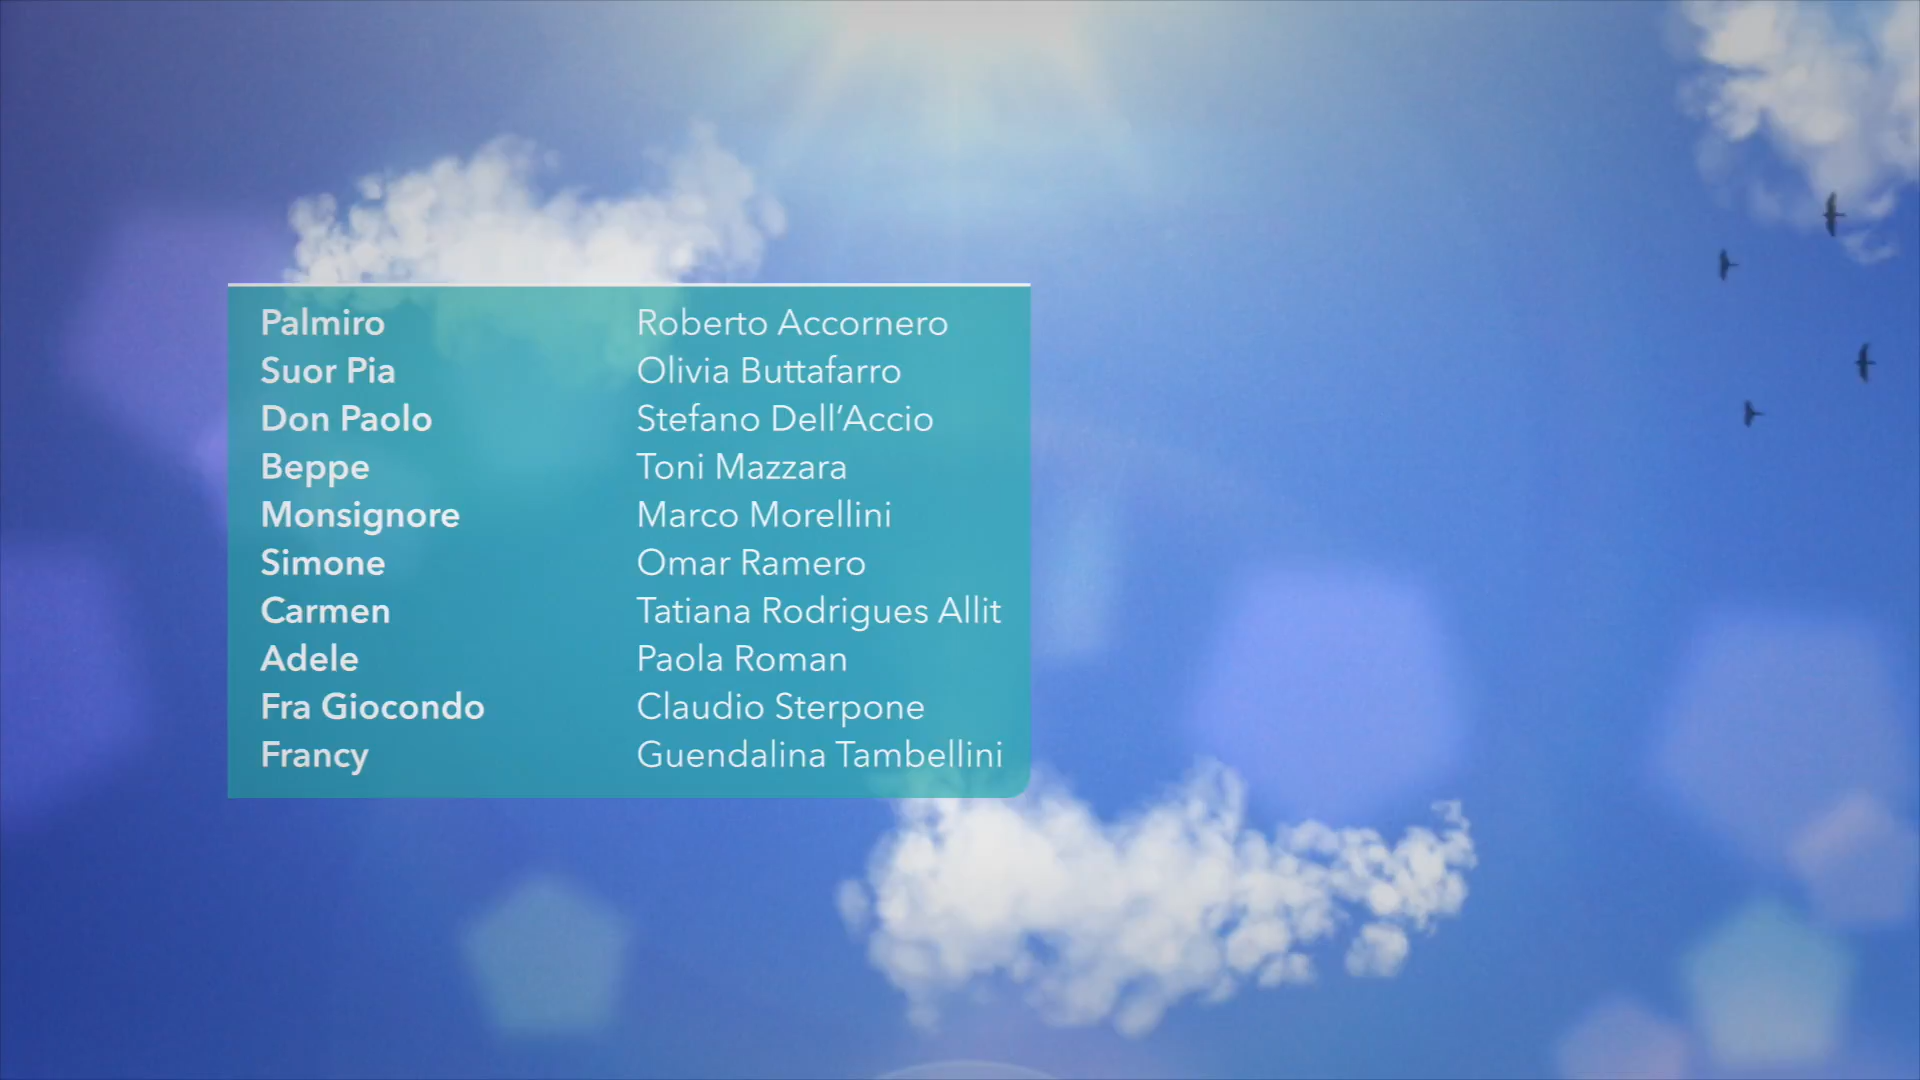 Palmiro Roberto Accornero
Suor Pia Olivia Buttafarro
Don Paolo Stefano Dell’Accio
Beppe Toni Mazzara
Monsignore Marco Morellini
Simone Omar Ramero
Carmen Tatiana Rodrigues Allit
Adele Paola Roman
Fra Giocondo Claudio Sterpone
Francy Guendalina Tambellini